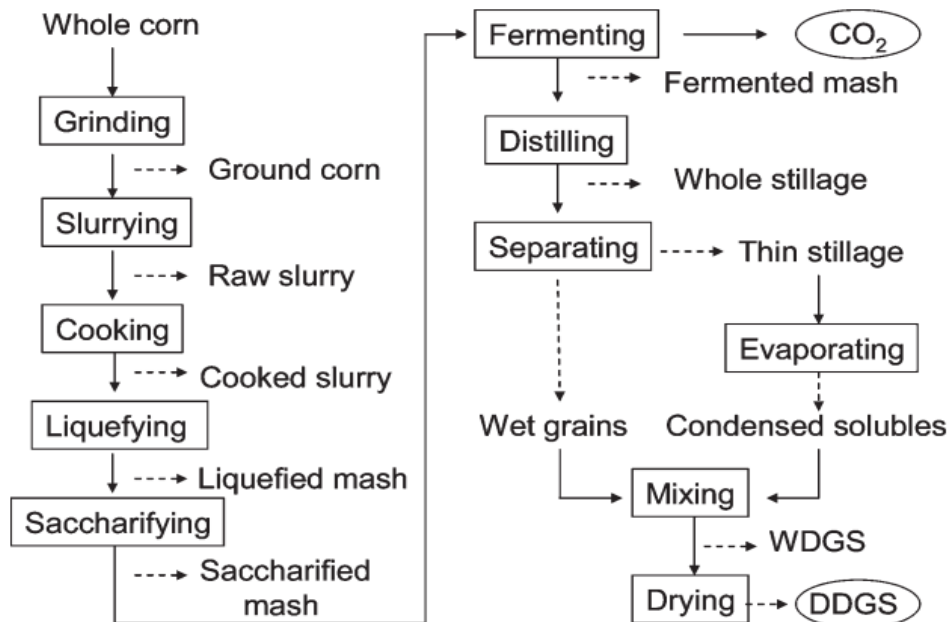 Whole corn
Grinding
Ground corn
Slurrying
Raw slurry
Cooking
Cooked slurry
Liquefying
Liquefied mash
Saccharifying
Saccharified
mash
Fermenting
CO₂
Fermented mash
Distilling
Whole stillage
Separating
Thin stillage
Evaporating
Wet grains
Condensed solubles
Mixing
WDGS
Drying
DDGS